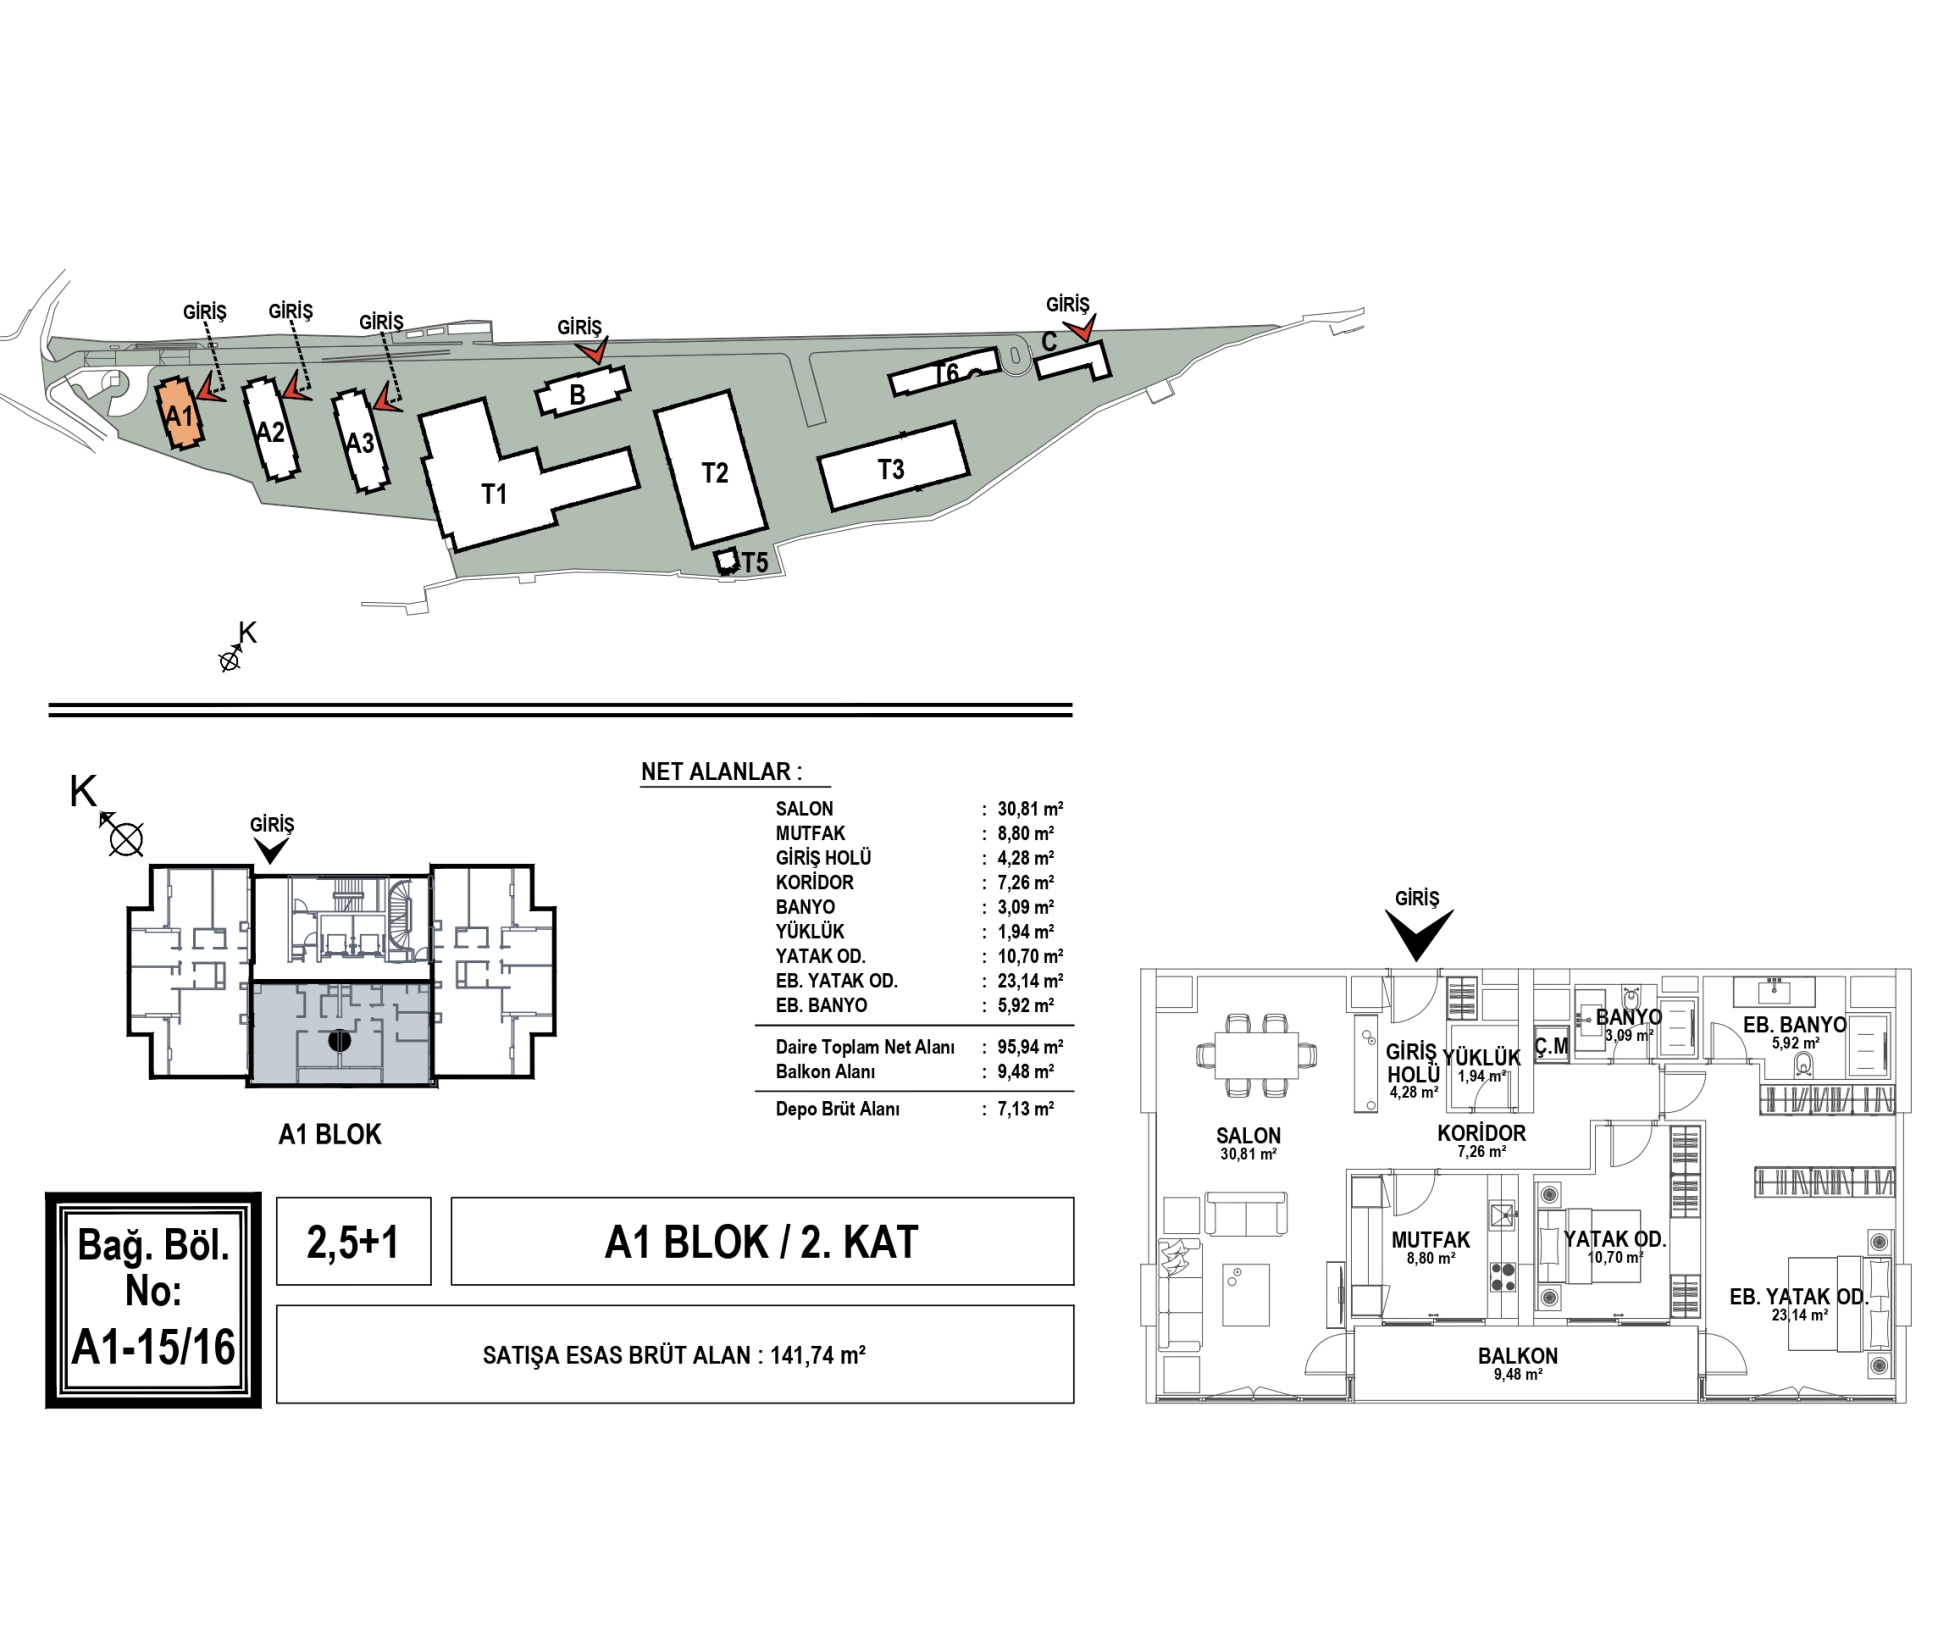 GİRİŞ
GİRİŞ
GİRİŞ
GİRİŞ
GİRİŞ
A1
A2
A3
B
C
T6
T1
T2
T3
T5
K
K
GİRİŞ
A1 BLOK
NET ALANLAR :
SALON : 30,81 m²
MUTFAK : 8,80 m²
GİRİŞ HOLÜ : 4,28 m²
KORİDOR : 7,26 m²
BANYO : 3,09 m²
YÜKLÜK : 1,94 m²
YATAK OD. : 10,70 m²
EB. YATAK OD. : 23,14 m²
EB. BANYO : 5,92 m²
Daire Toplam Net Alanı : 95,94 m²
Balkon Alanı : 9,48 m²
Depo Brüt Alanı : 7,13 m²
Bağ. Böl.
No:
A1-15/16
2,5+1
A1 BLOK / 2. KAT
SATIŞA ESAS BRÜT ALAN : 141,74 m²
GİRİŞ
BANYO
3,09 m²
EB. BANYO
5,92 m²
Ç.M
GİRİŞ
HOLÜ
4,28 m²
YÜKLÜK
1,94 m²
SALON
30,81 m²
KORİDOR
7,26 m²
MUTFAK
8,80 m²
YATAK OD.
10,70 m²
EB. YATAK OD.
23,14 m²
BALKON
9,48 m²